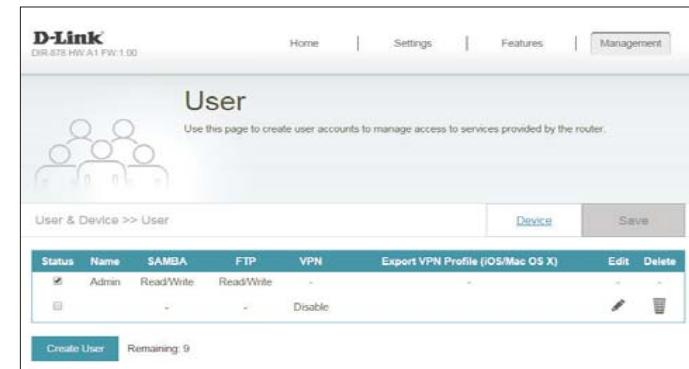 D-Link
DIR-878 HW:A1 FW:1.00
Home | Settings | Features | Management
User
Use this page to create user accounts to manage access to services provided by the router.
User & Device >> User
Device
Save
Status Name SAMBA FTP VPN Export VPN Profile (iOS/Mac OS X) Edit Delete
Admin Read/Write Read/Write - - - -
- - Disable
Create User Remaining: 9